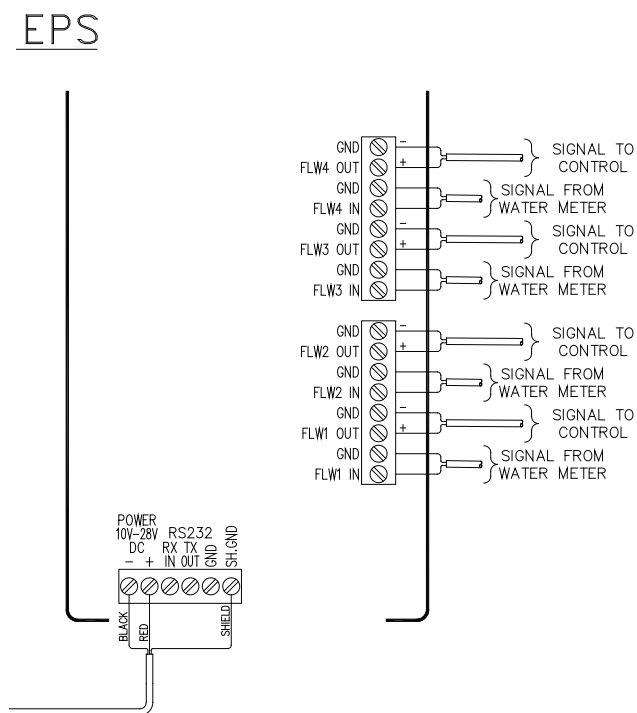 EPS
GND − SIGNAL TO
FLW4 OUT + CONTROL
GND SIGNAL FROM
FLW4 IN WATER METER
GND − SIGNAL TO
FLW3 OUT + CONTROL
GND SIGNAL FROM
FLW3 IN WATER METER
GND − SIGNAL TO
FLW2 OUT + CONTROL
GND SIGNAL FROM
FLW2 IN WATER METER
GND − SIGNAL TO
FLW1 OUT + CONTROL
GND SIGNAL FROM
FLW1 IN WATER METER
POWER
10V−28V
DC
− +
RS232
RX TX
IN OUT
GND
SH.GND
BLACK
RED
SHIELD